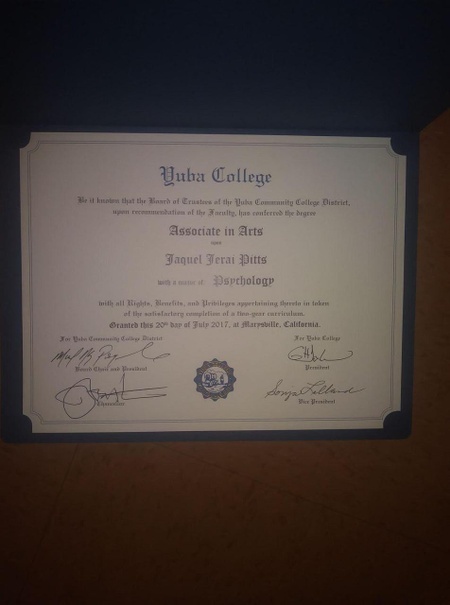 Yuba College
Be it known that the Board of Trustees of the Yuba Community College District,
upon recommendation of the Faculty, has conferred the degree
Associate in Arts
upon
Jaquel Jerai Pitts
with a major of Psychology
with all Rights, Benefits, and Privileges appertaining thereto in token
of the satisfactory completion of a two-year curriculum.
Granted this 20th day of July 2017, at Marysville, California.
For Yuba Community College District
For Yuba College
Board Chair and President
President
Chancellor
Vice President